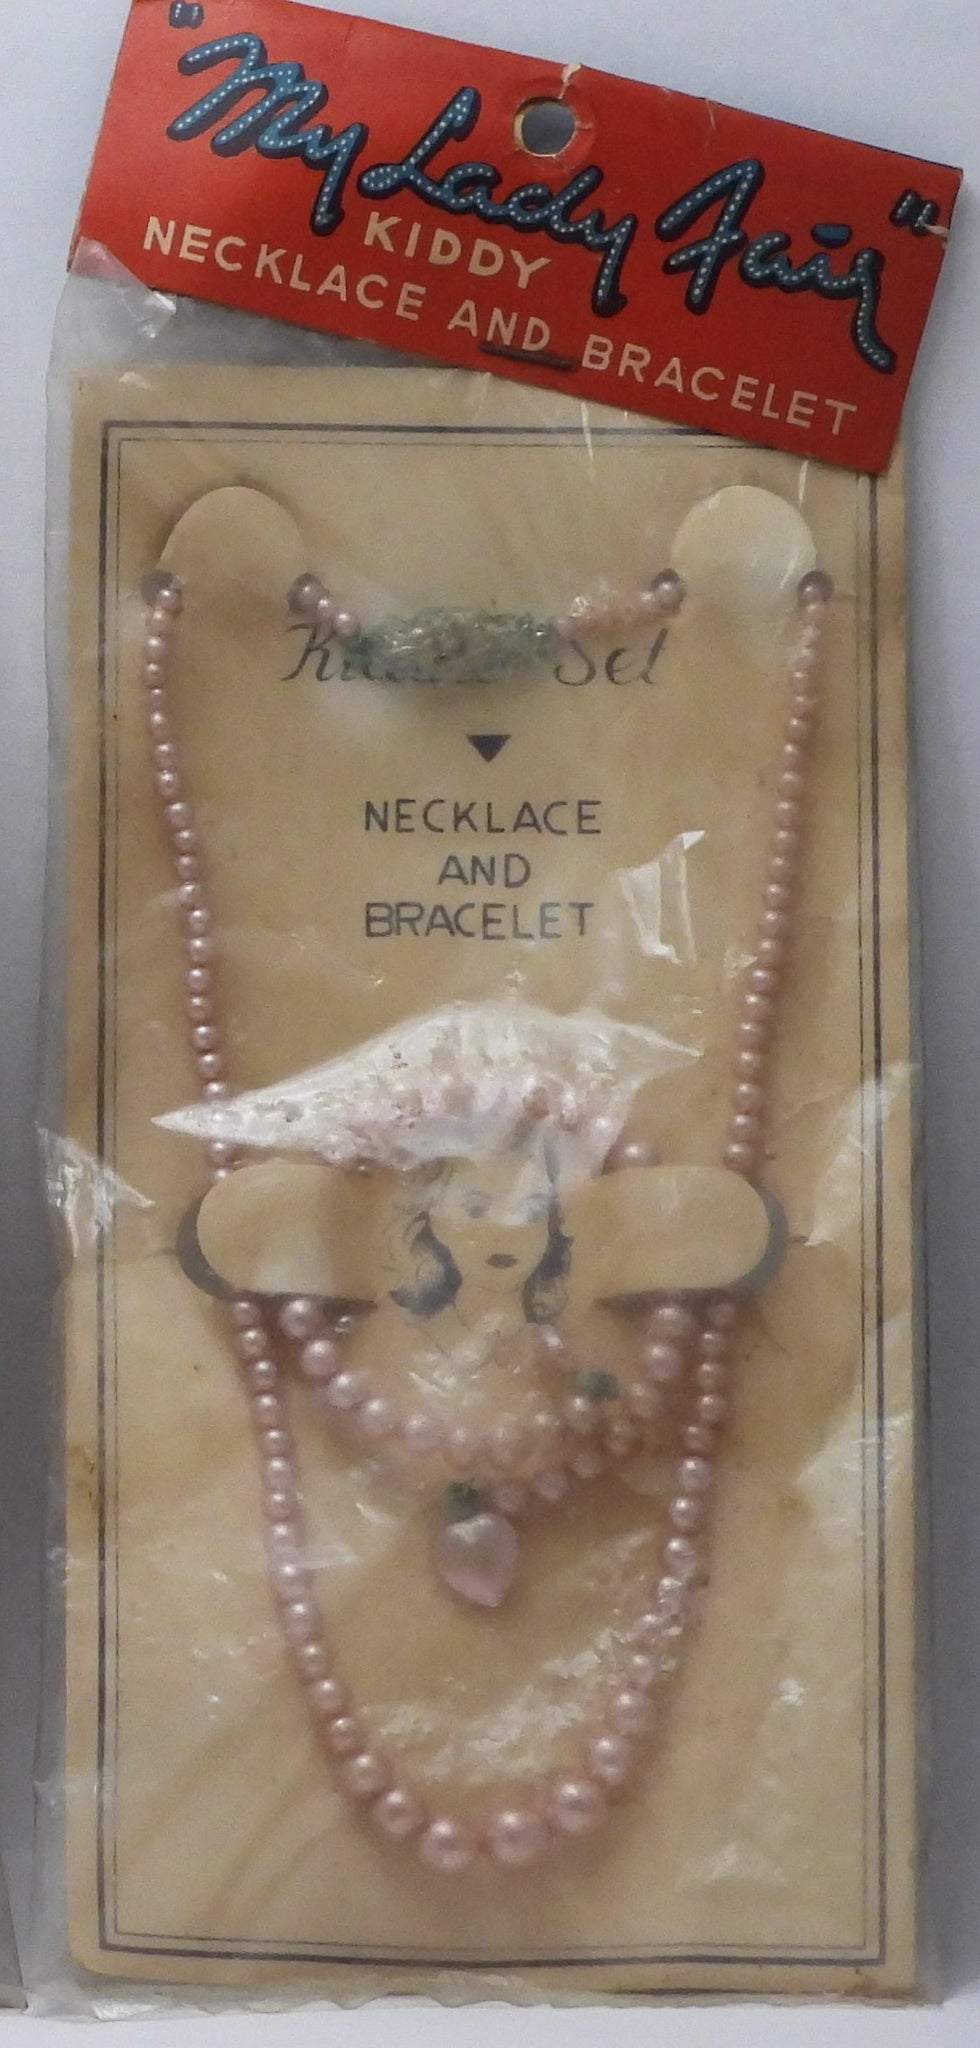 "My Lady Fair"
KIDDY
NECKLACE AND BRACELET
Set
NECKLACE
AND
BRACELET